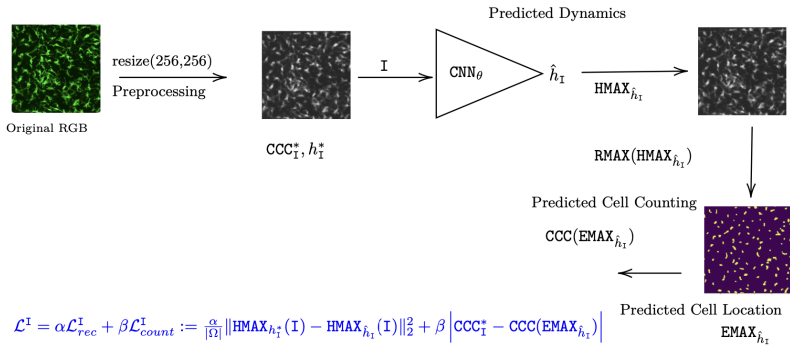 Predicted Dynamics
resize(256,256)
Preprocessing
Original RGB
I
CNN_θ
ĥ_I
HMAX_{ĥ_I}
CCC*_I, h*_I
RMAX(HMAX_{ĥ_I})
Predicted Cell Counting
CCC(EMAX_{ĥ_I})
Predicted Cell Location
EMAX_{ĥ_I}
ℒ^I = αℒ^I_{rec} + βℒ^I_{count} := α/|Ω| ‖HMAX_{h*_I}(I) − HMAX_{ĥ_I}(I)‖²₂ + β |CCC*_I − CCC(EMAX_{ĥ_I})|